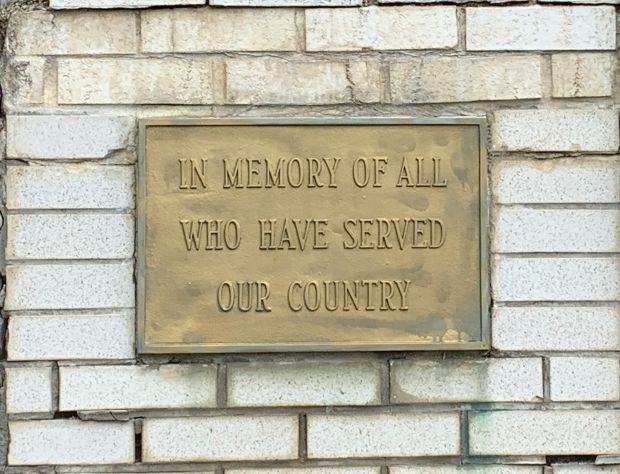 IN MEMORY OF ALL
WHO HAVE SERVED
OUR COUNTRY